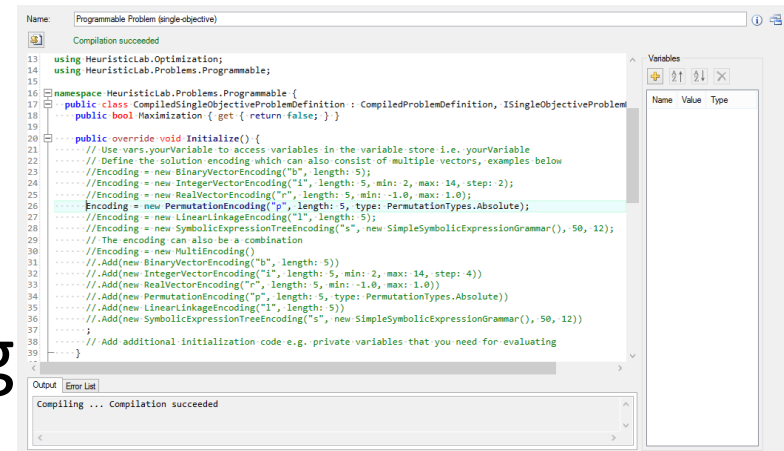 Name: Programmable Problem (single-objective)
Compilation succeeded
13 using HeuristicLab.Optimization;
14 using HeuristicLab.Problems.Programmable;
15
16 namespace HeuristicLab.Problems.Programmable {
17 public class CompiledSingleObjectiveProblemDefinition : CompiledProblemDefinition, ISingleObjectiveProblem
18 public bool Maximization { get { return false; } }
19
20 public override void Initialize() {
21 // Use vars.yourVariable to access variables in the variable store i.e. yourVariable
22 // Define the solution encoding which can also consist of multiple vectors, examples below
23 //Encoding = new BinaryVectorEncoding("b", length: 5);
24 //Encoding = new IntegerVectorEncoding("i", length: 5, min: 2, max: 14, step: 2);
25 //Encoding = new RealVectorEncoding("r", length: 5, min: -1.0, max: 1.0);
26 Encoding = new PermutationEncoding("p", length: 5, type: PermutationTypes.Absolute);
27 //Encoding = new LinearLinkageEncoding("l", length: 5);
28 //Encoding = new SymbolicExpressionTreeEncoding("s", new SimpleSymbolicExpressionGrammar(), 50, 12);
29 // The encoding can also be a combination
30 //Encoding = new MultiEncoding()
31 //.Add(new BinaryVectorEncoding("b", length: 5))
32 //.Add(new IntegerVectorEncoding("i", length: 5, min: 2, max: 14, step: 4))
33 //.Add(new RealVectorEncoding("r", length: 5, min: -1.0, max: 1.0))
34 //.Add(new PermutationEncoding("p", length: 5, type: PermutationTypes.Absolute))
35 //.Add(new LinearLinkageEncoding("l", length: 5))
36 //.Add(new SymbolicExpressionTreeEncoding("s", new SimpleSymbolicExpressionGrammar(), 50, 12))
37 ;
38 // Add additional initialization code e.g. private variables that you need for evaluating
39 }
g
Output Error List
Compiling ... Compilation succeeded
Variables
Name Value Type